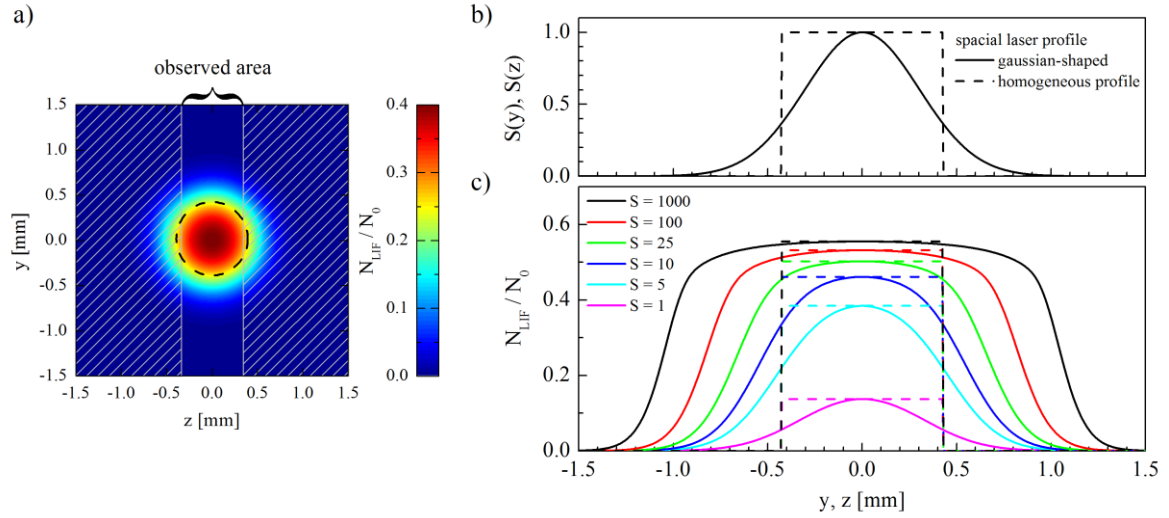 a)
observed area
1.5
1.0
0.5
0.0
-0.5
-1.0
-1.5
y [mm]
-1.5 -1.0 -0.5 0.0 0.5 1.0 1.5
z [mm]
0.4
0.3
0.2
0.1
0.0
N_LIF / N_0
b)
1.0
0.5
0.0
S(y), S(z)
spacial laser profile
gaussian-shaped
homogeneous profile
c)
S = 1000
S = 100
S = 25
S = 10
S = 5
S = 1
0.6
0.4
0.2
0.0
N_LIF / N_0
-1.5 -1.0 -0.5 0.0 0.5 1.0 1.5
y, z [mm]